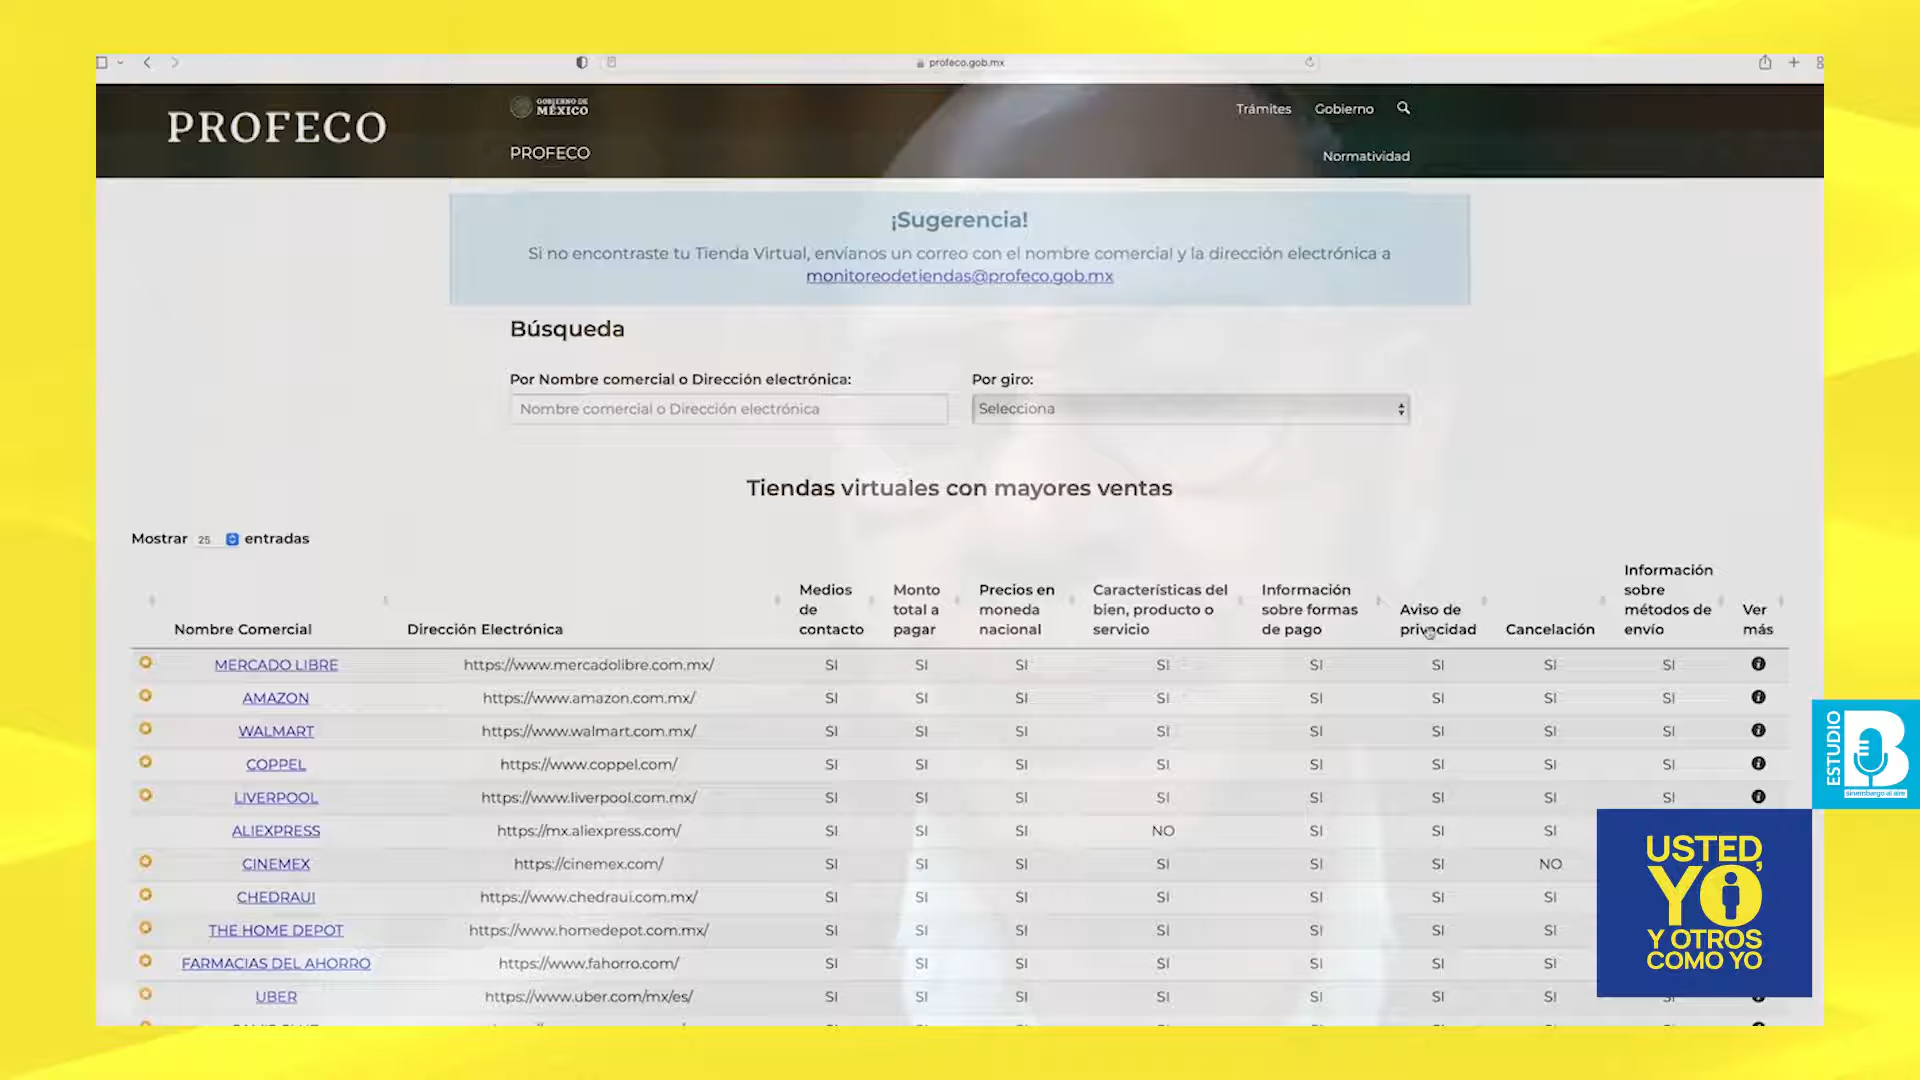 profeco.gob.mx
PROFECO
GOBIERNO DE MÉXICO
Trámites Gobierno
PROFECO
Normatividad
¡Sugerencia!
Si no encontraste tu Tienda Virtual, envíanos un correo con el nombre comercial y la dirección electrónica a
monitoreodetiendas@profeco.gob.mx
Búsqueda
Por Nombre comercial o Dirección electrónica: Por giro:
Nombre comercial o Dirección electrónica Selecciona
Tiendas virtuales con mayores ventas
Mostrar 25 entradas
Nombre Comercial Dirección Electrónica Medios de contacto Monto total a pagar Precios en moneda nacional Características del bien, producto o servicio Información sobre formas de pago Aviso de privacidad Cancelación Información sobre métodos de envío Ver más
MERCADO LIBRE https://www.mercadolibre.com.mx/ SI SI SI SI SI SI SI SI
AMAZON https://www.amazon.com.mx/ SI SI SI SI SI SI SI SI
WALMART https://www.walmart.com.mx/ SI SI SI SI SI SI SI SI
COPPEL https://www.coppel.com/ SI SI SI SI SI SI SI SI
LIVERPOOL https://www.liverpool.com.mx/ SI SI SI SI SI SI SI SI
ALIEXPRESS https://mx.aliexpress.com/ SI SI SI NO SI SI SI
CINEMEX https://cinemex.com/ SI SI SI SI SI SI NO
CHEDRAUI https://www.chedraui.com.mx/ SI SI SI SI SI SI SI
THE HOME DEPOT https://www.homedepot.com.mx/ SI SI SI SI SI SI SI
FARMACIAS DEL AHORRO https://www.fahorro.com/ SI SI SI SI SI SI SI
UBER https://www.uber.com/mx/es/ SI SI SI SI SI SI SI
ESTUDIO B
sinembargo al aire
USTED,
YO
Y OTROS
COMO YO